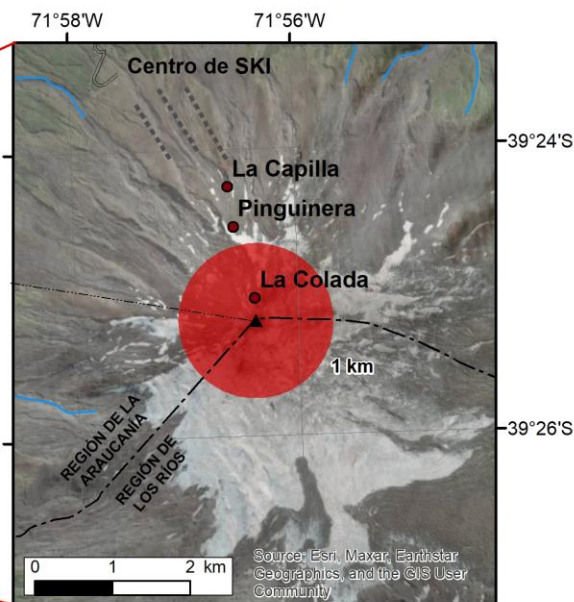 71°58'W
71°56'W
Centro de SKI
39°24'S
La Capilla
Pinguinera
La Colada
1 km
39°26'S
REGIÓN DE LA
ARAUCANÍA
REGIÓN DE
LOS RÍOS
0 1 2 km
Source: Esri, Maxar, Earthstar
Geographics, and the GIS User
Community